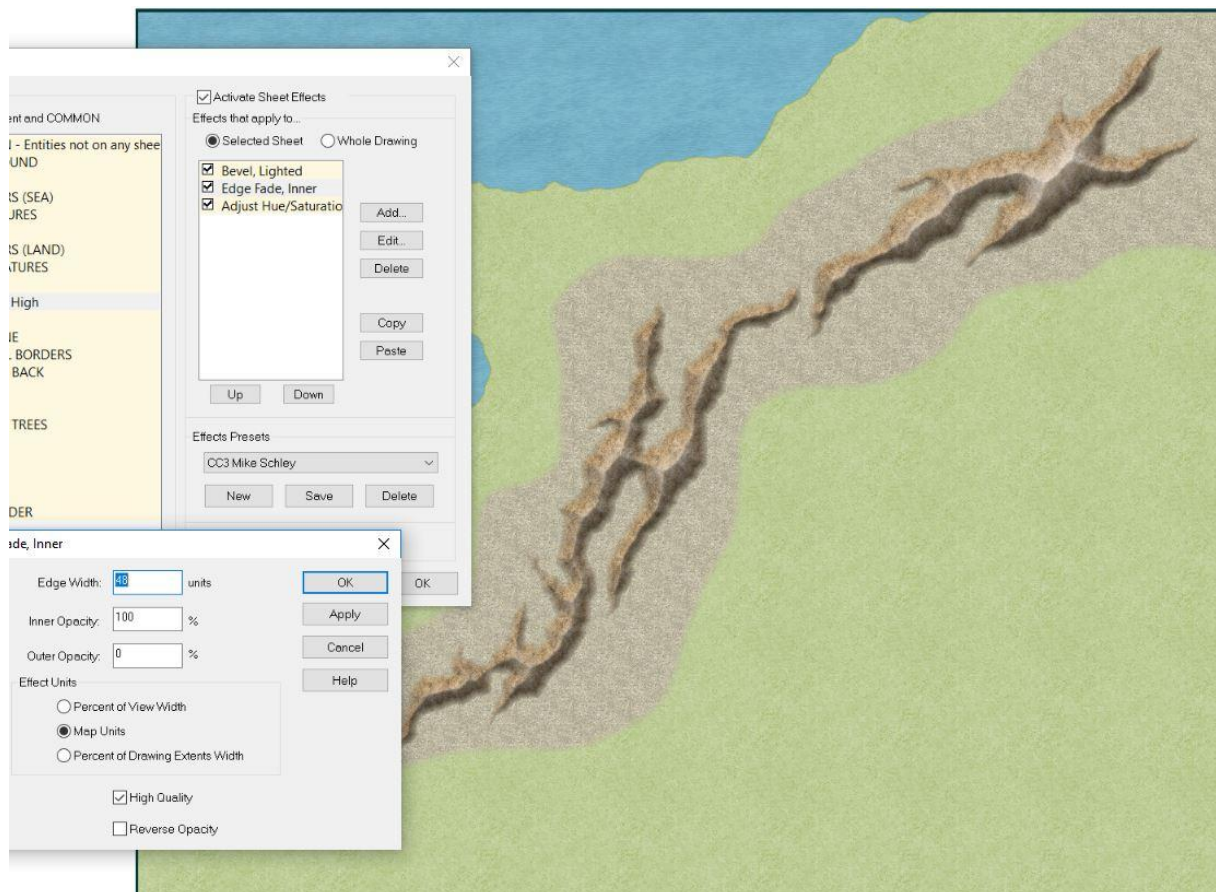 Activate Sheet Effects
ent and COMMON
Effects that apply to...
Selected Sheet
Whole Drawing
- Entities not on any shee
UND
RS (SEA)
URES
RS (LAND)
ATURES
High
NE
BORDERS
BACK
TREES
DER
Bevel, Lighted
Edge Fade, Inner
Adjust Hue/Saturatio
Add...
Edit...
Delete
Copy
Paste
Up
Down
Effects Presets
CC3 Mike Schley
New
Save
Delete
OK
ade, Inner
Edge Width: 48 units
Inner Opacity: 100 %
Outer Opacity: 0 %
OK
Apply
Cancel
Help
Effect Units
Percent of View Width
Map Units
Percent of Drawing Extents Width
High Quality
Reverse Opacity